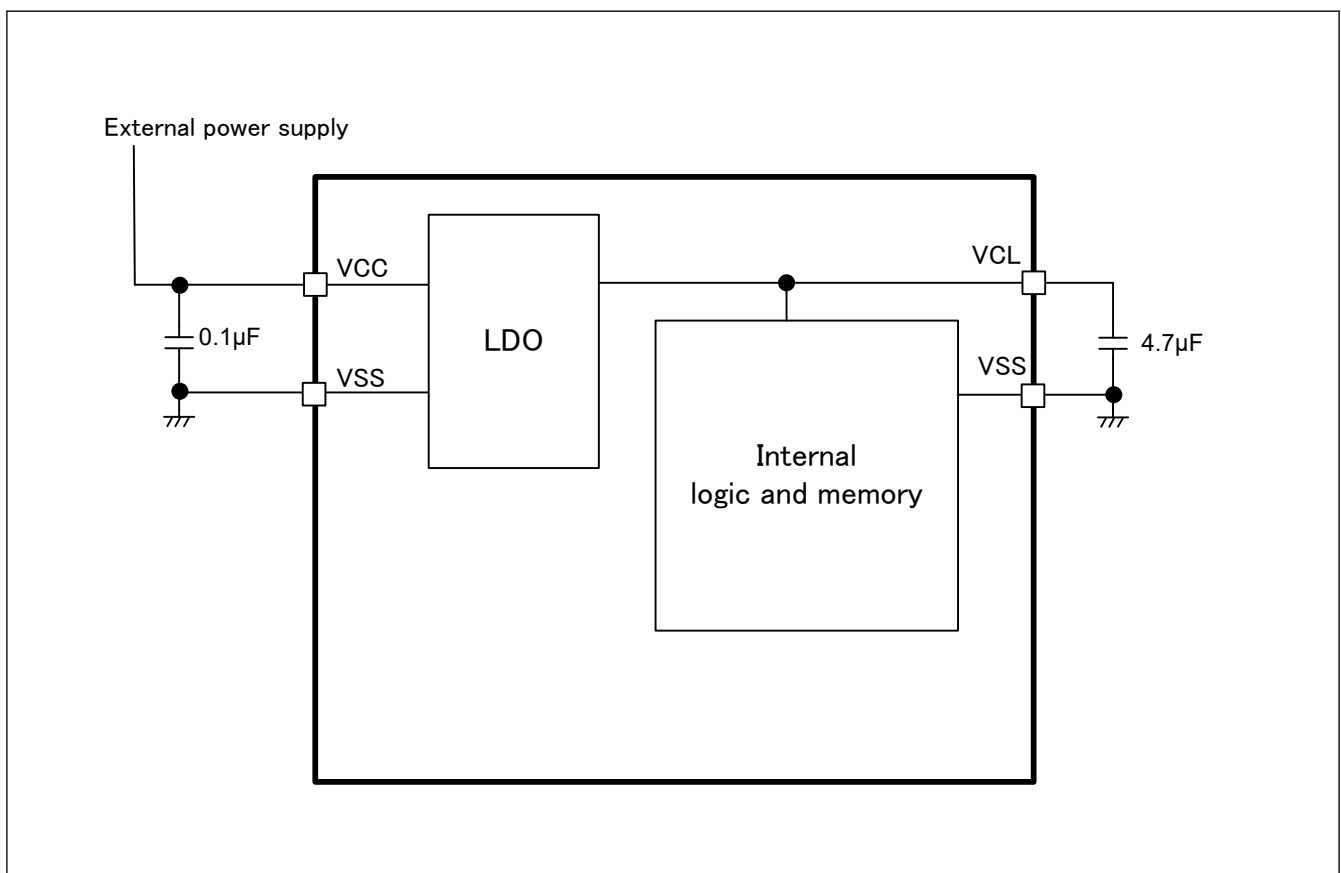 External power supply
VCC
VCL
0.1µF
LDO
4.7µF
VSS
VSS
Internal
logic and memory